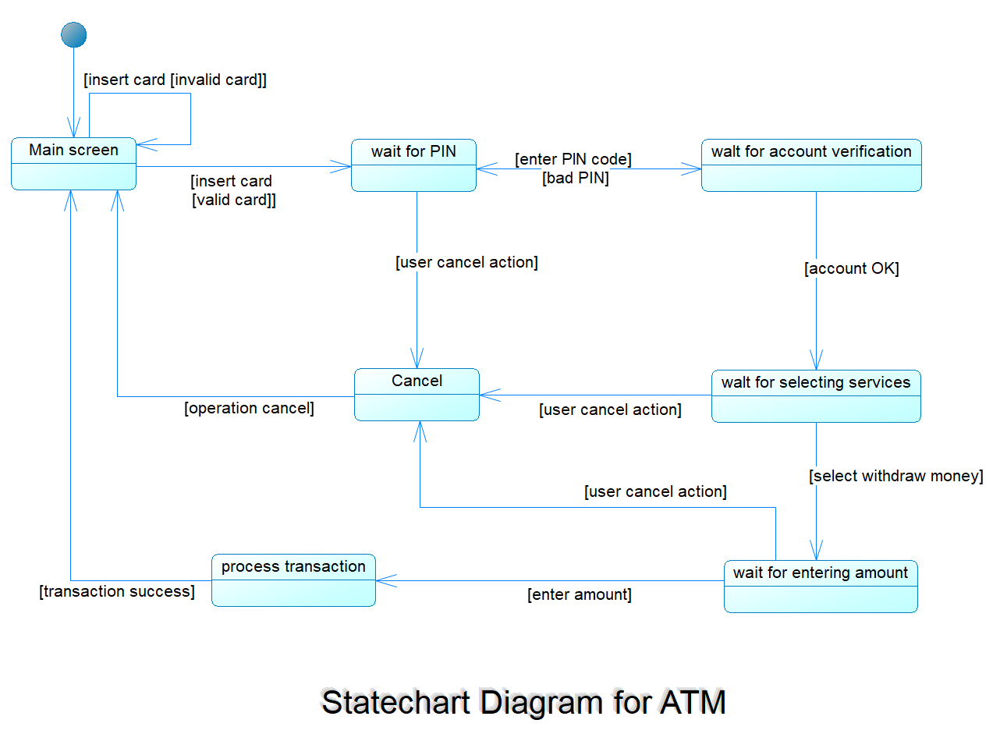 [insert card [invalid card]]
Main screen
wait for PIN
[enter PIN code]
[bad PIN]
walt for account verification
[insert card
[valid card]]
[user cancel action]
[account OK]
Cancel
walt for selecting services
[operation cancel]
[user cancel action]
[select withdraw money]
[user cancel action]
process transaction
wait for entering amount
[transaction success]
[enter amount]
Statechart Diagram for ATM